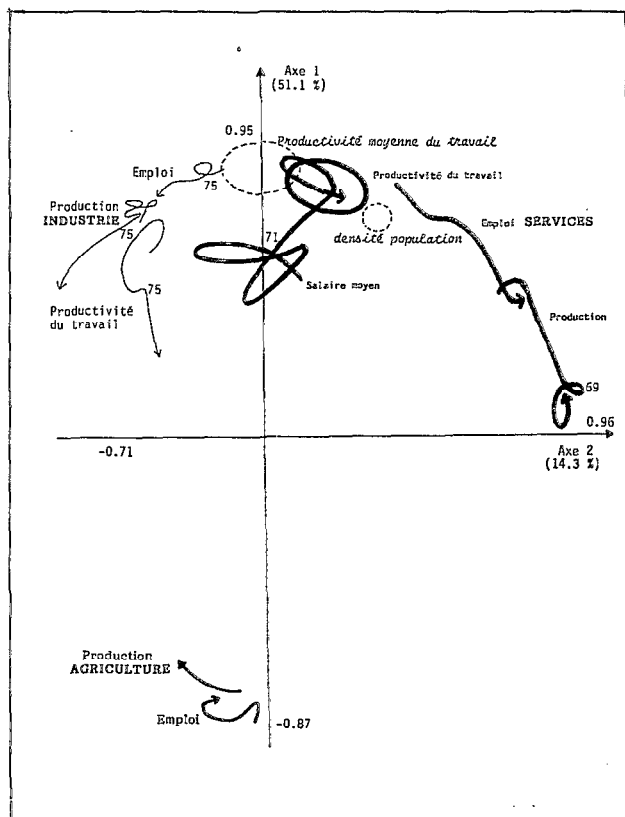 Axe 1
(51.1 %)
0.95
Productivité moyenne du travail
Emploi
75
Productivité du travail
Production
INDUSTRIE
75
Emploi SERVICES
densité population
71
Salaire moyen
75
Productivité
du travail
Production
69
0.96
-0.71
Axe 2
(14.3 %)
Production
AGRICULTURE
Emploi
-0.87